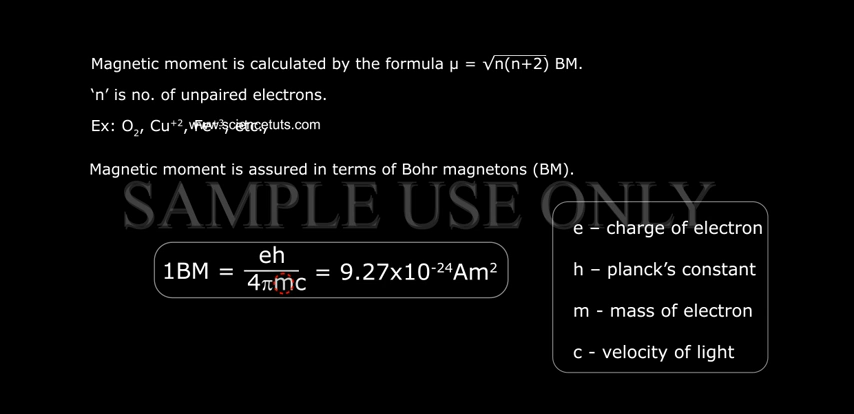 Magnetic moment is calculated by the formula μ = √n(n+2) BM.
'n' is no. of unpaired electrons.
Ex: O₂, Cu⁺², Fe⁺³, etc.,
www.sciencetuts.com
Magnetic moment is assured in terms of Bohr magnetons (BM).
SAMPLE USE ONLY
1BM = eh/4πmc = 9.27x10⁻²⁴Am²
e – charge of electron
h – planck's constant
m - mass of electron
c - velocity of light